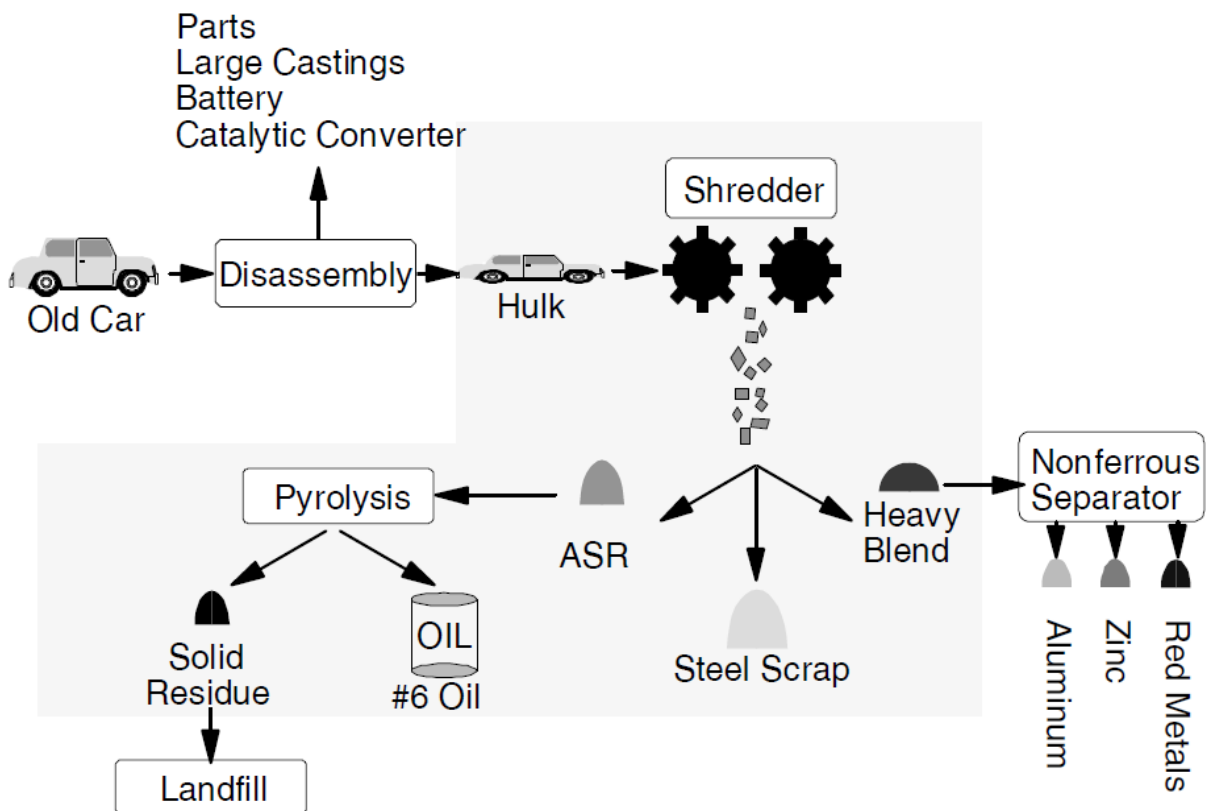 Parts
Large Castings
Battery
Catalytic Converter
Shredder
Disassembly
Old Car
Hulk
Nonferrous
Separator
Pyrolysis
Heavy
Blend
ASR
OIL
#6 Oil
Solid
Residue
Steel Scrap
Aluminum
Zinc
Red Metals
Landfill